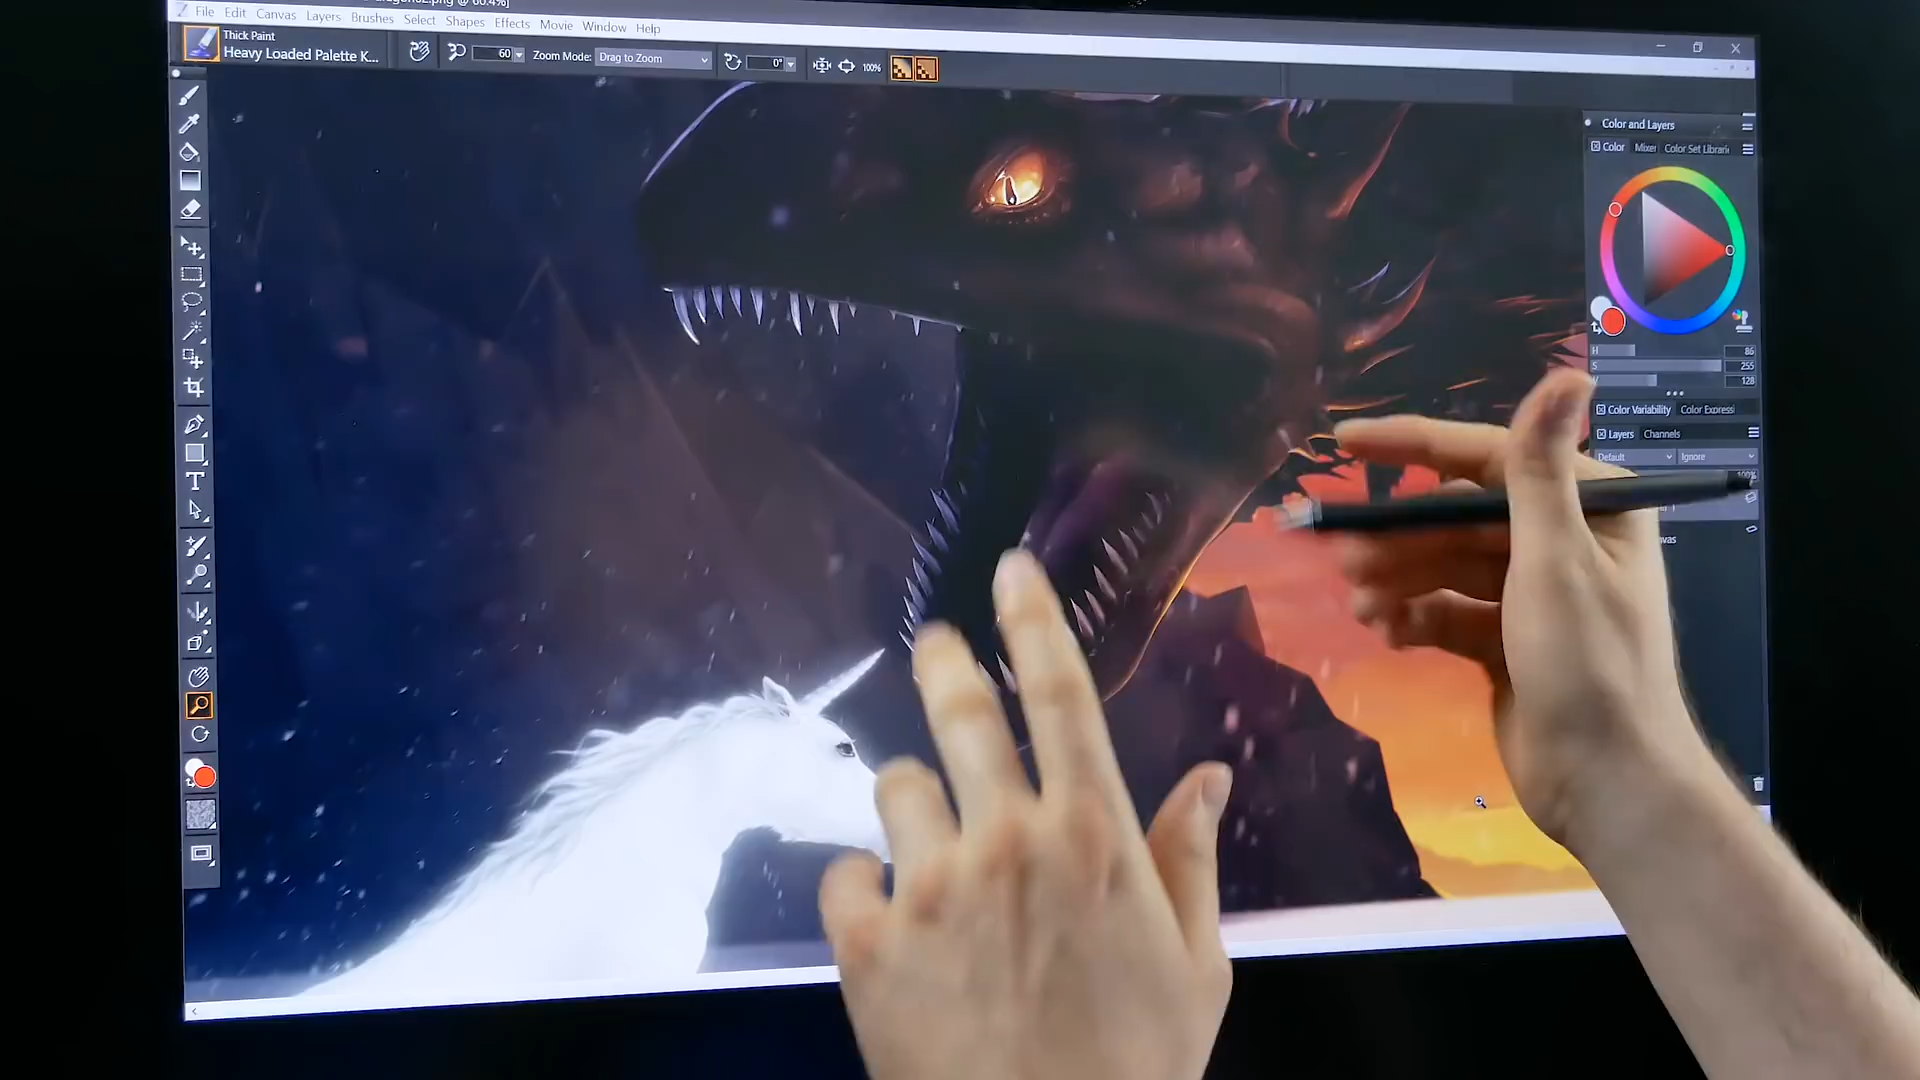 File Edit Canvas Layers Brushes Select Shapes Effects Movie Window Help
Thick Paint
Heavy Loaded Palette K...
60
Zoom Mode: Drag to Zoom
0°
100%
Color and Layers
Color Mixer Color Set Librari
H 86
S 255
V 128
Color Variability Color Expressi
Layers Channels
Default Ignore
100%
T